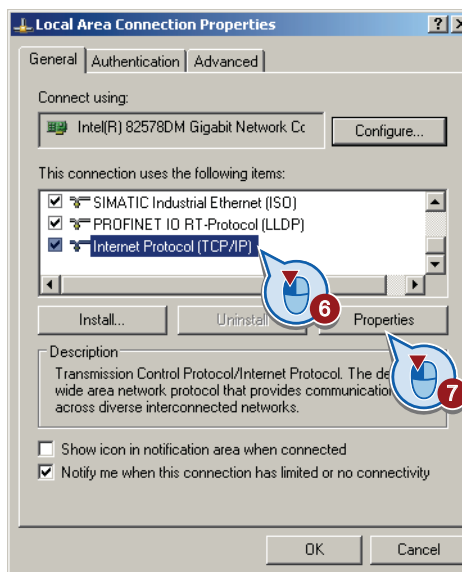 Local Area Connection Properties
General Authentication Advanced
Connect using:
Intel(R) 82578DM Gigabit Network Cc
Configure...
This connection uses the following items:
SIMATIC Industrial Ethernet (ISO)
PROFINET IO RT-Protocol (LLDP)
Internet Protocol (TCP/IP)
6
Install... Uninstall Properties
7
Description
Transmission Control Protocol/Internet Protocol. The
wide area network protocol that provides communication
across diverse interconnected networks.
Show icon in notification area when connected
Notify me when this connection has limited or no connectivity
OK Cancel